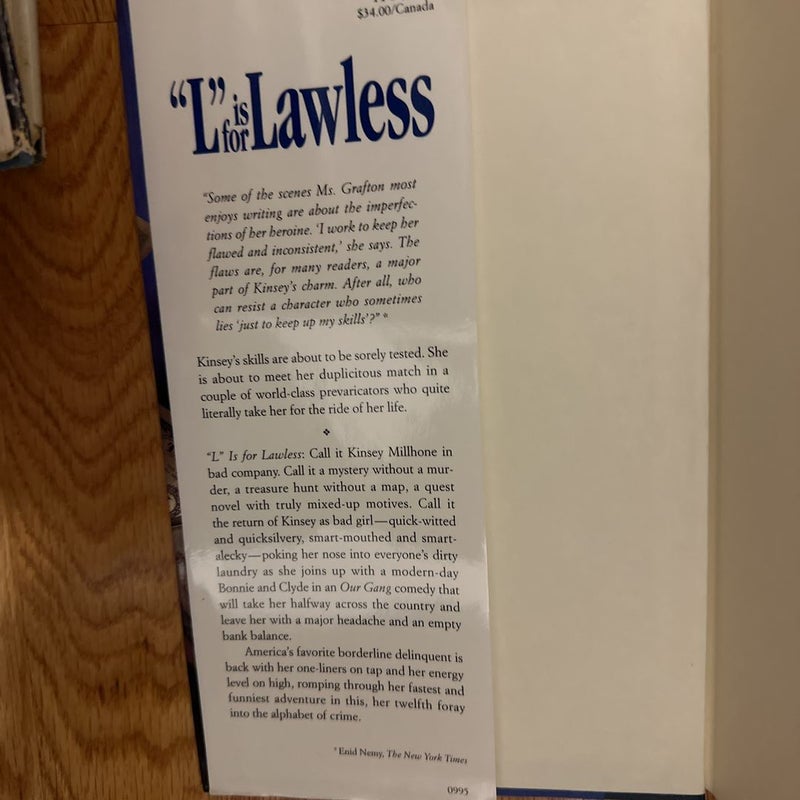 $34.00/Canada
“L” is for Lawless
“Some of the scenes Ms. Grafton most
enjoys writing are about the imperfec-
tions of her heroine. ‘I work to keep her
flawed and inconsistent,’ she says. The
flaws are, for many readers, a major
part of Kinsey’s charm. After all, who
can resist a character who sometimes
lies ‘just to keep up my skills’?” *
Kinsey’s skills are about to be sorely tested. She
is about to meet her duplicitous match in a
couple of world-class prevaricators who quite
literally take her for the ride of her life.
“L” Is for Lawless: Call it Kinsey Millhone in
bad company. Call it a mystery without a mur-
der, a treasure hunt without a map, a quest
novel with truly mixed-up motives. Call it
the return of Kinsey as bad girl—quick-witted
and quicksilvery, smart-mouthed and smart-
alecky—poking her nose into everyone’s dirty
laundry as she joins up with a modern-day
Bonnie and Clyde in an Our Gang comedy that
will take her halfway across the country and
leave her with a major headache and an empty
bank balance.
America’s favorite borderline delinquent is
back with her one-liners on tap and her energy
level on high, romping through her fastest and
funniest adventure in this, her twelfth foray
into the alphabet of crime.
*Enid Nemy, The New York Times
0995